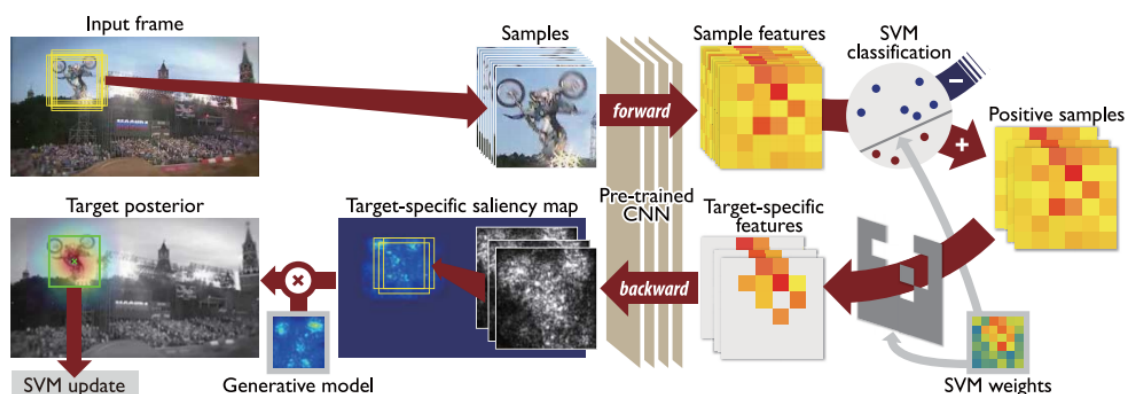 Input frame
Samples
Sample features
SVM
classification
−
forward
+
Positive samples
Pre-trained
CNN
Target posterior
Target-specific saliency map
Target-specific
features
×
backward
SVM update
Generative model
SVM weights